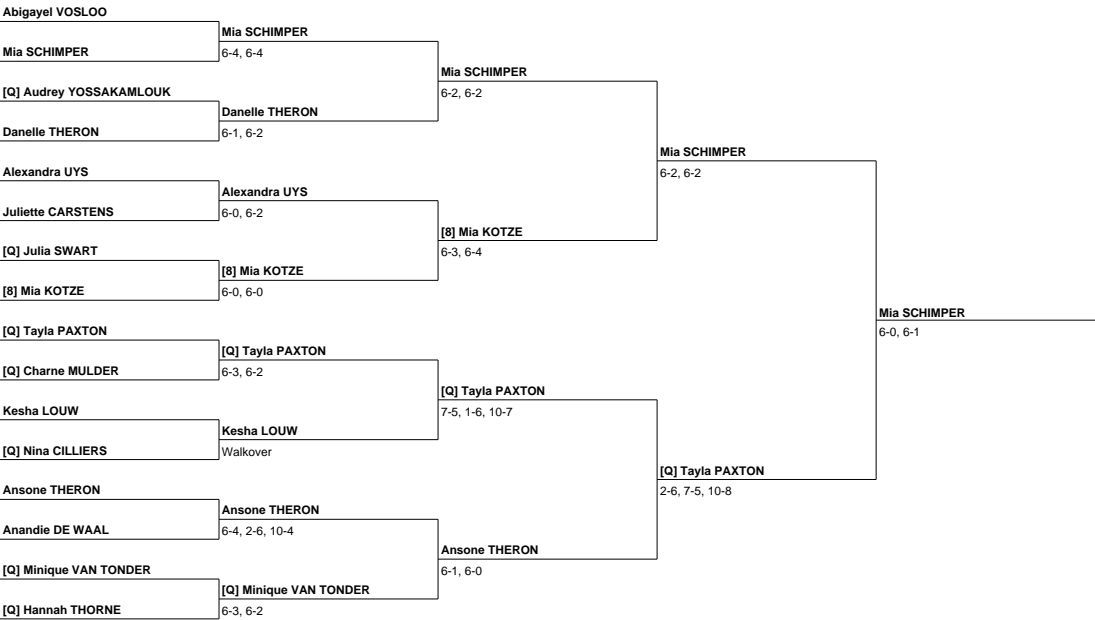 Abigayel VOSLOO
Mia SCHIMPER
Mia SCHIMPER
6-4, 6-4
[Q] Audrey YOSSAKAMLOUK
Danelle THERON
Danelle THERON
6-1, 6-2
Mia SCHIMPER
6-2, 6-2
Alexandra UYS
Juliette CARSTENS
Alexandra UYS
6-0, 6-2
[Q] Julia SWART
[8] Mia KOTZE
[8] Mia KOTZE
6-0, 6-0
[8] Mia KOTZE
6-3, 6-4
Mia SCHIMPER
6-2, 6-2
[Q] Tayla PAXTON
[Q] Charne MULDER
[Q] Tayla PAXTON
6-3, 6-2
Kesha LOUW
[Q] Nina CILLIERS
Kesha LOUW
Walkover
[Q] Tayla PAXTON
7-5, 1-6, 10-7
Ansone THERON
Anandie DE WAAL
Ansone THERON
6-4, 2-6, 10-4
[Q] Minique VAN TONDER
[Q] Hannah THORNE
[Q] Minique VAN TONDER
6-3, 6-2
Ansone THERON
6-1, 6-0
[Q] Tayla PAXTON
2-6, 7-5, 10-8
Mia SCHIMPER
6-0, 6-1